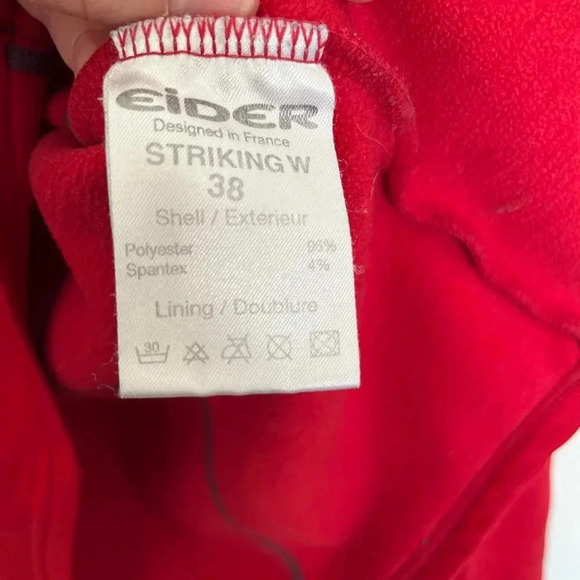 EiDER
Designed in France
STRIKING W
38
Shell / Extérieur
Polyester 96%
Spantex 4%
Lining / Doublure
30